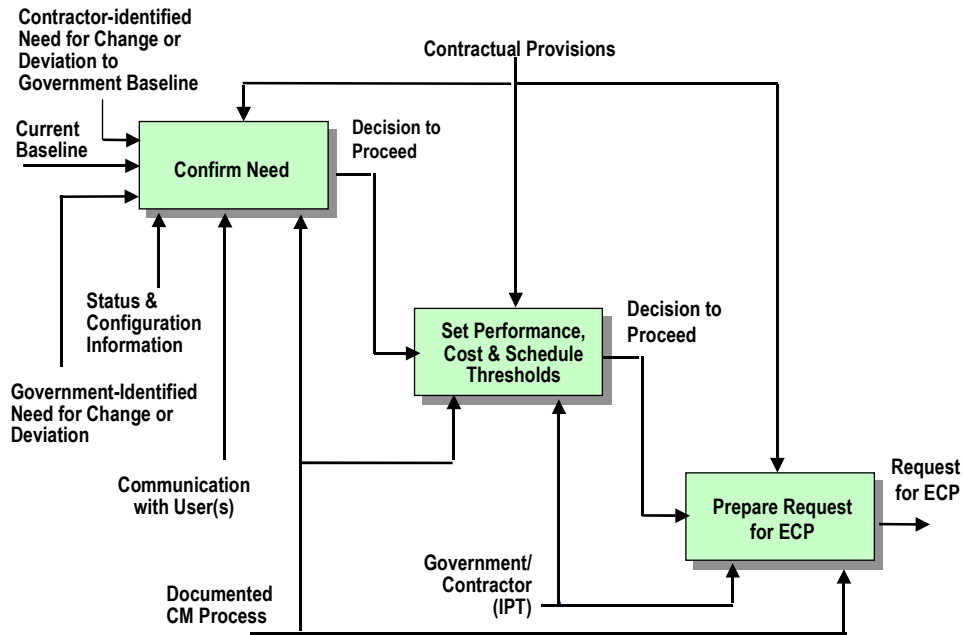 Contractor-identified
Need for Change or
Deviation to
Government Baseline
Contractual Provisions
Current
Baseline
Decision to
Proceed
Confirm Need
Status &
Configuration
Information
Decision to
Proceed
Set Performance,
Cost & Schedule
Thresholds
Government-Identified
Need for Change or
Deviation
Communication
with User(s)
Request
for ECP
Prepare Request
for ECP
Government/
Contractor
(IPT)
Documented
CM Process